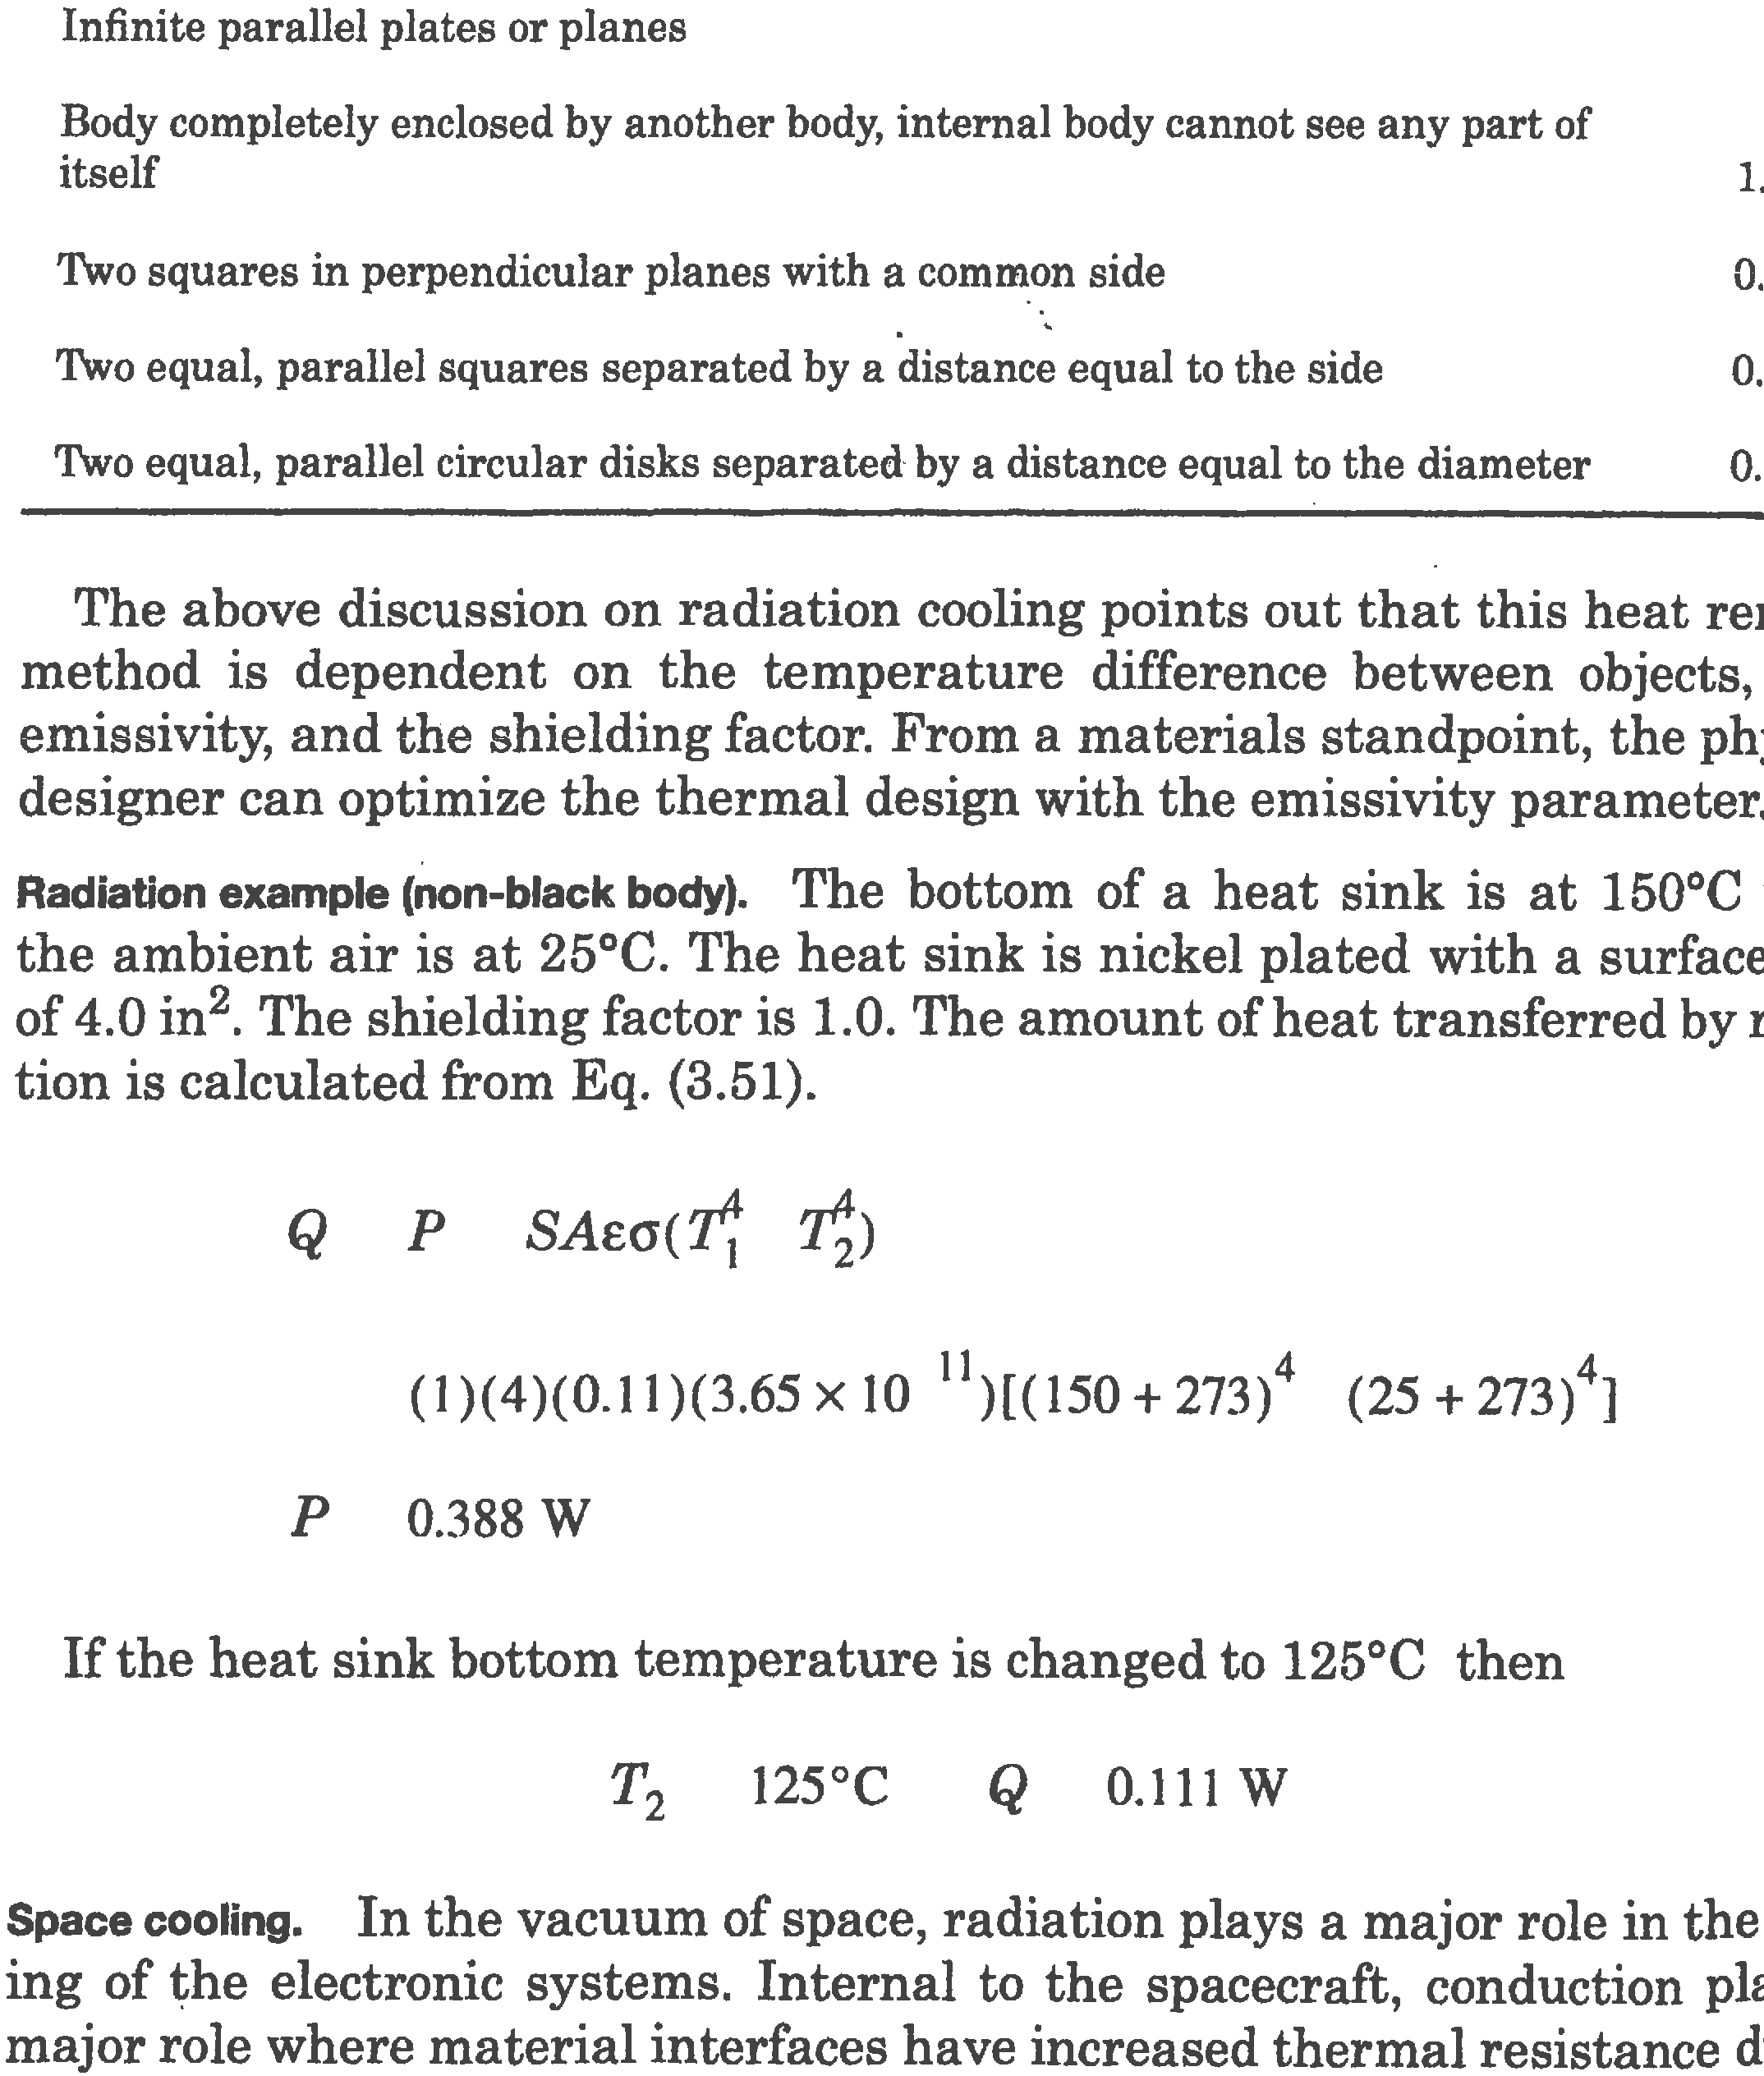 Infinite parallel plates or planes
Body completely enclosed by another body, internal body cannot see any part of
itself 1.
Two squares in perpendicular planes with a common side 0.
Two equal, parallel squares separated by a distance equal to the side 0.
Two equal, parallel circular disks separated by a distance equal to the diameter 0.
The above discussion on radiation cooling points out that this heat
method is dependent on the temperature difference between objects,
emissivity, and the shielding factor. From a materials standpoint, the
designer can optimize the thermal design with the emissivity parameter.
Radiation example (non-black body). The bottom of a heat sink is at 150°C
the ambient air is at 25°C. The heat sink is nickel plated with a surface
of 4.0 in². The shielding factor is 1.0. The amount of heat transferred by
tion is calculated from Eq. (3.51).
Q P SAεσ(T₁⁴ T₂⁴)
(1)(4)(0.11)(3.65 × 10 ¹¹)[(150 + 273)⁴ (25 + 273)⁴]
P 0.388 W
If the heat sink bottom temperature is changed to 125°C then
T₂ 125°C Q 0.111 W
Space cooling. In the vacuum of space, radiation plays a major role in the
ing of the electronic systems. Internal to the spacecraft, conduction
major role where material interfaces have increased thermal resistance